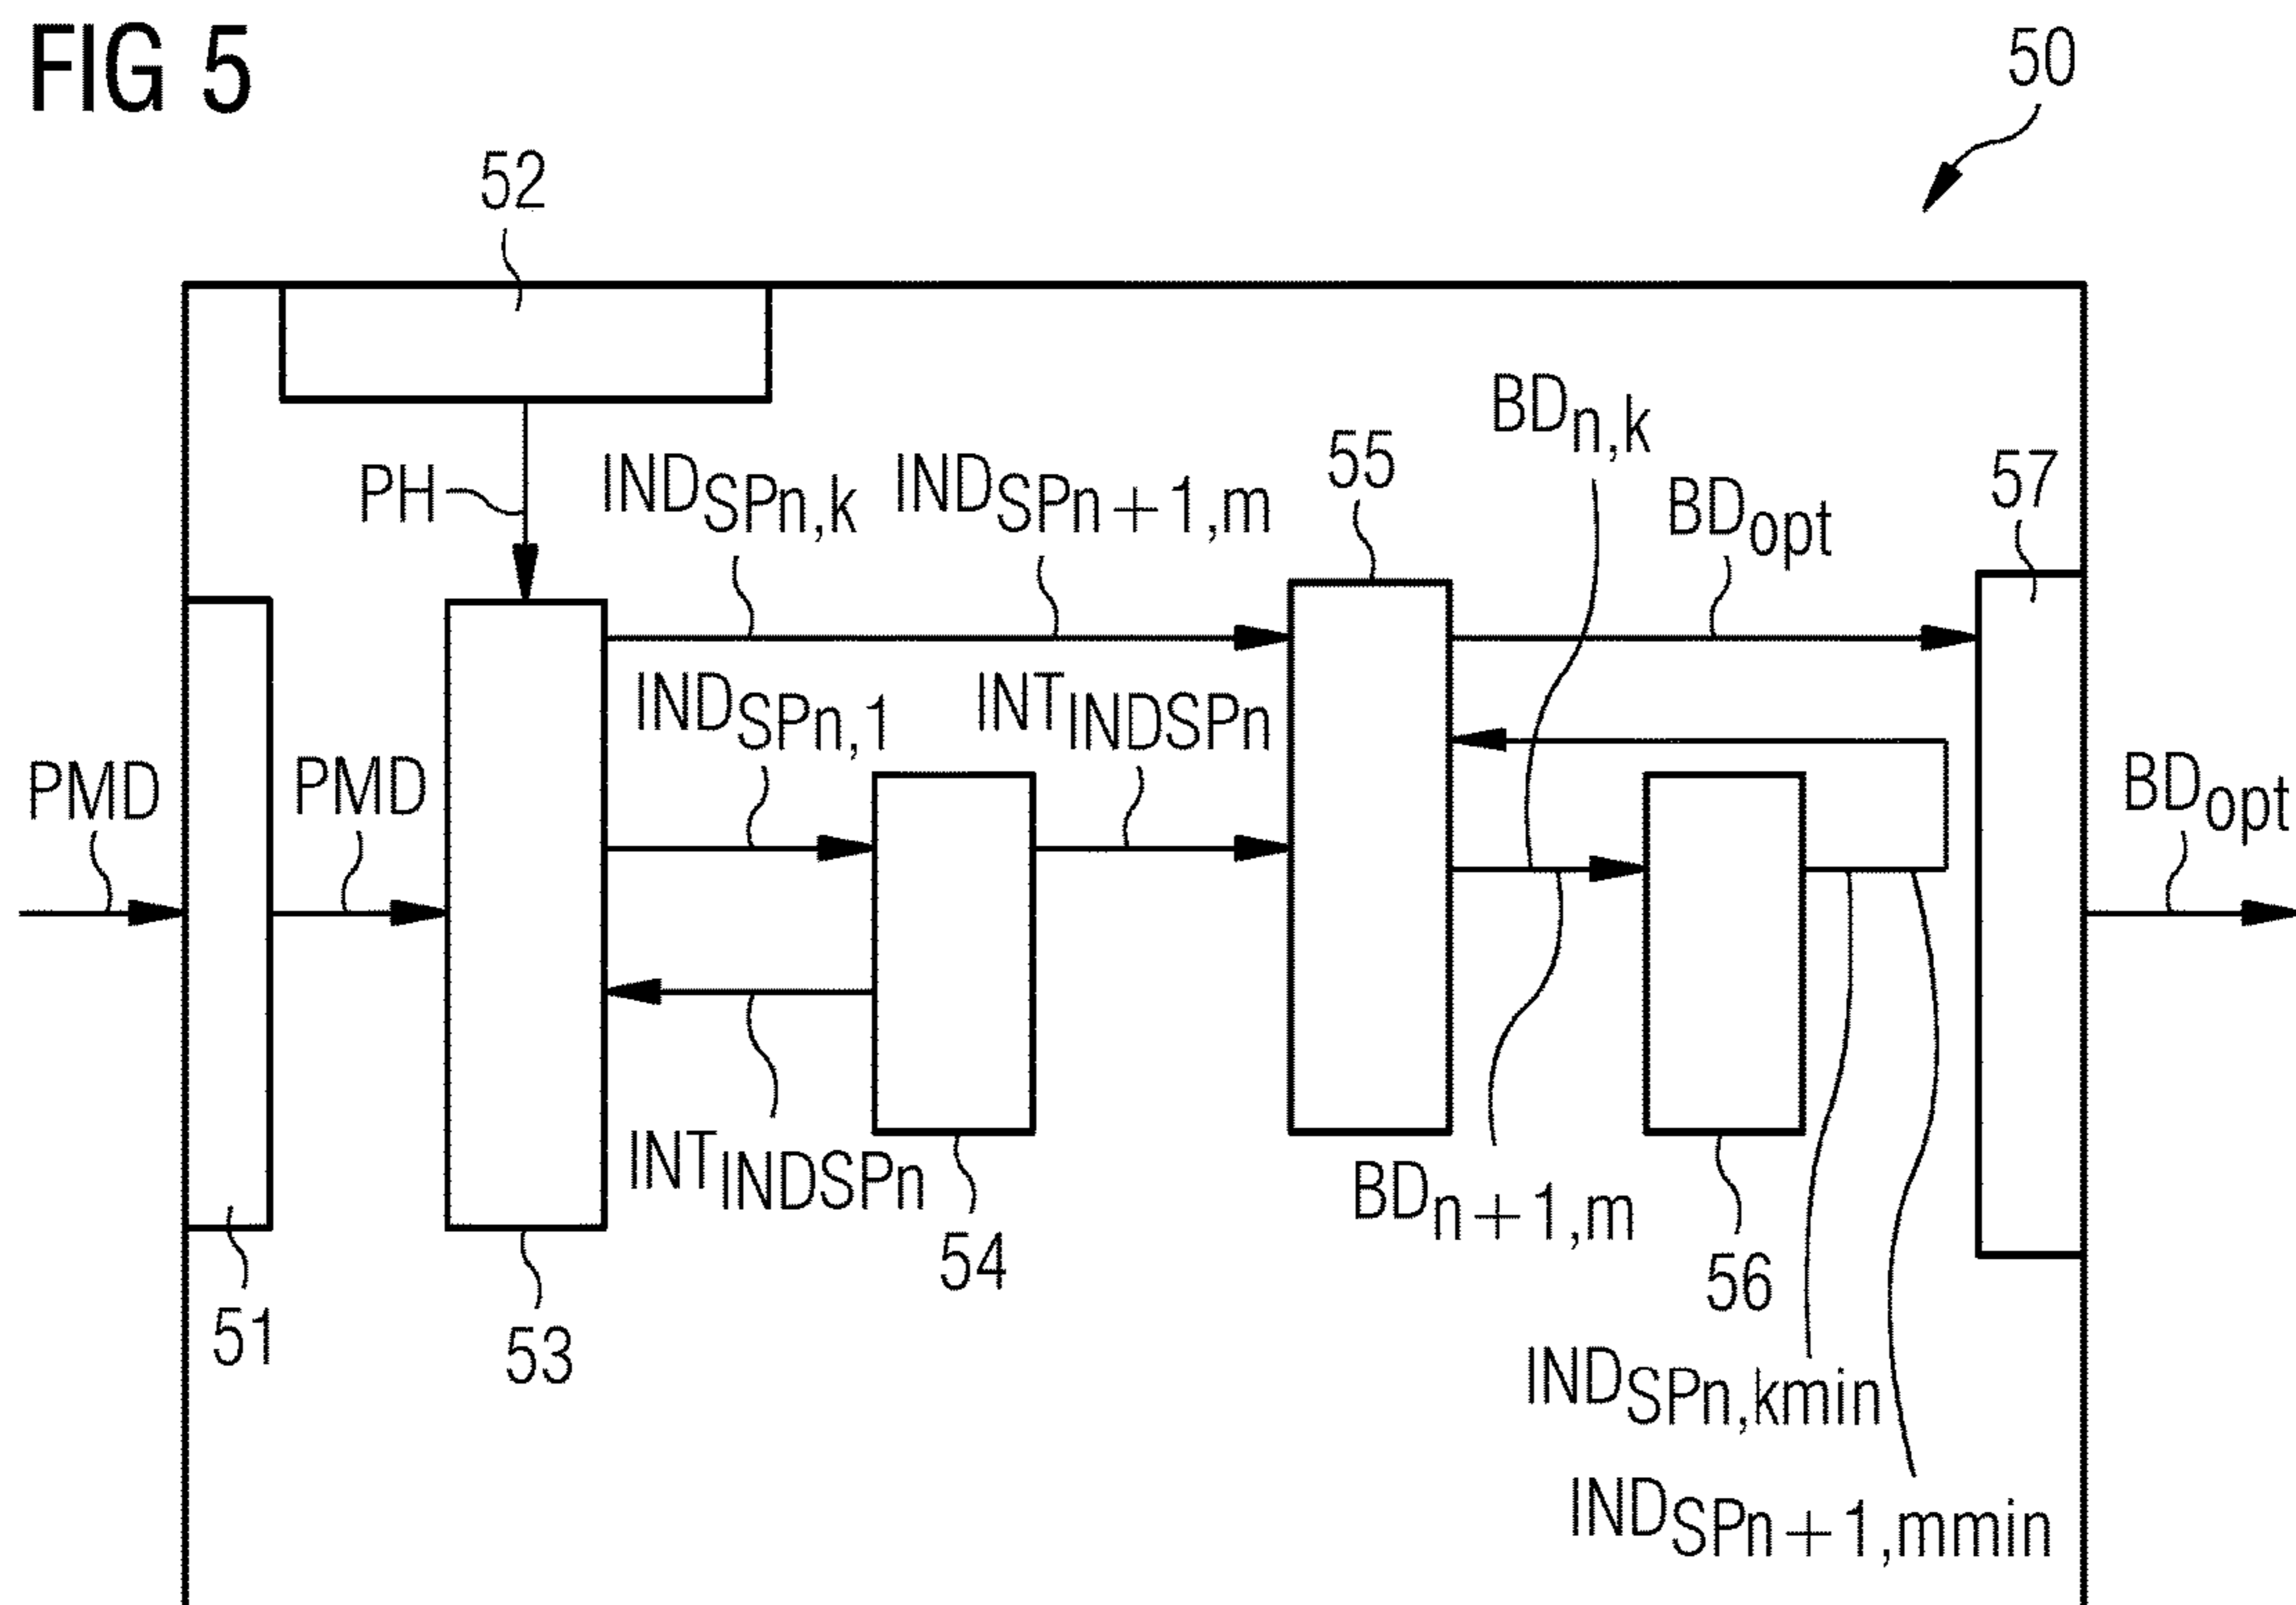 FIG 5
50
52
BDn,k
55
57
PH
INDSPn,k
INDSPn+1,m
BDopt
INDSPn,1
INTINDSPn
PMD
PMD
BDopt
INTINDSPn
BDn+1,m
54
56
51
53
INDSPn,kmin
INDSPn+1,mmin